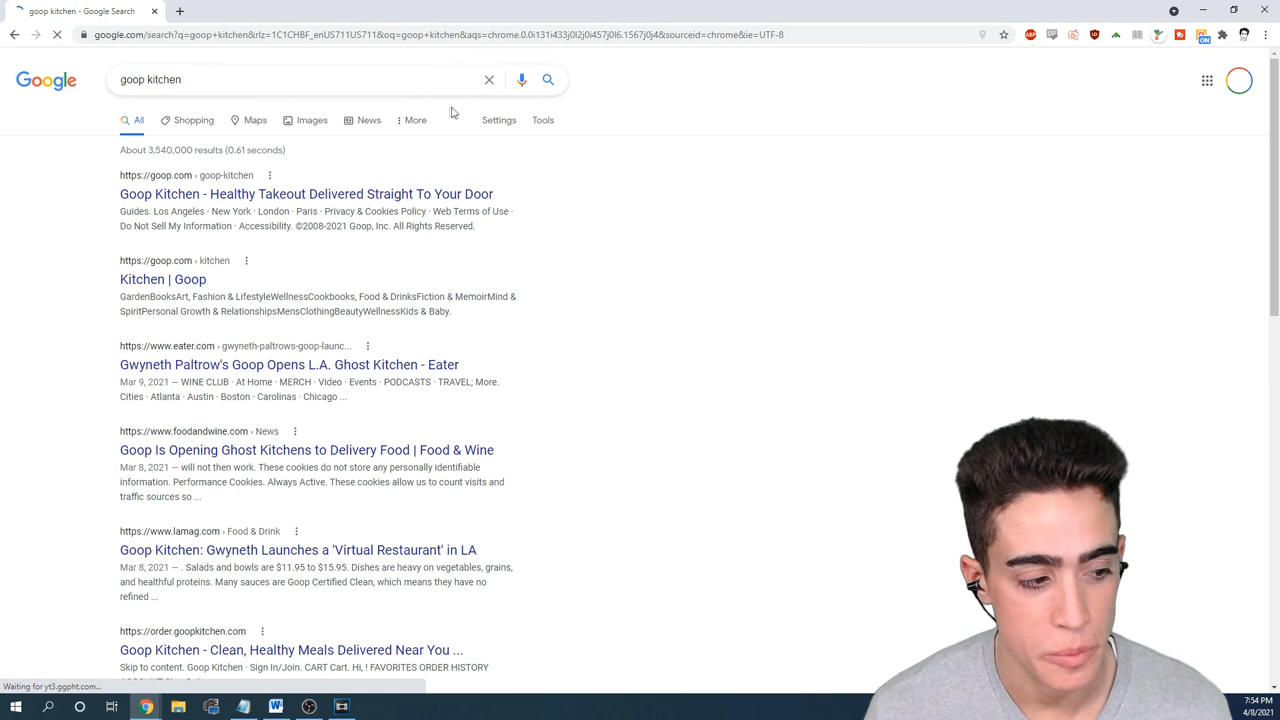 goop kitchen - Google Search
google.com/search?q=goop+kitchen&rlz=1C1CHBF_enUS711US711&oq=goop+kitchen&aqs=chrome.0.0i131i433j0l2j0i457j0l6.1567j0j4&sourceid=chrome&ie=UTF-8
ABP
ON
Google
goop kitchen
All Shopping Maps Images News More Settings Tools
About 3,540,000 results (0.61 seconds)
https://goop.com › goop-kitchen
Goop Kitchen - Healthy Takeout Delivered Straight To Your Door
Guides. Los Angeles · New York · London · Paris · Privacy & Cookies Policy · Web Terms of Use ·
Do Not Sell My Information · Accessibility. ©2008-2021 Goop, Inc. All Rights Reserved.
https://goop.com › kitchen
Kitchen | Goop
GardenBooksArt, Fashion & LifestyleWellnessCookbooks, Food & DrinksFiction & MemoirMind &
SpiritPersonal Growth & RelationshipsMensClothingBeautyWellnessKids & Baby.
https://www.eater.com › gwyneth-paltrows-goop-launc...
Gwyneth Paltrow's Goop Opens L.A. Ghost Kitchen - Eater
Mar 9, 2021 — WINE CLUB · At Home · MERCH · Video · Events · PODCASTS · TRAVEL; More.
Cities · Atlanta · Austin · Boston · Carolinas · Chicago ...
https://www.foodandwine.com › News
Goop Is Opening Ghost Kitchens to Delivery Food | Food & Wine
Mar 8, 2021 — will not then work. These cookies do not store any personally identifiable
information. Performance Cookies. Always Active. These cookies allow us to count visits and
traffic sources so ...
https://www.lamag.com › Food & Drink
Goop Kitchen: Gwyneth Launches a 'Virtual Restaurant' in LA
Mar 8, 2021 — . Salads and bowls are $11.95 to $15.95. Dishes are heavy on vegetables, grains,
and healthful proteins. Many sauces are Goop Certified Clean, which means they have no
refined ...
https://order.goopkitchen.com
Goop Kitchen - Clean, Healthy Meals Delivered Near You ...
Skip to content. Goop Kitchen · Sign In/Join. CART Cart. Hi, ! FAVORITES ORDER HISTORY
Waiting for yt3.ggpht.com...
7:54 PM
4/8/2021